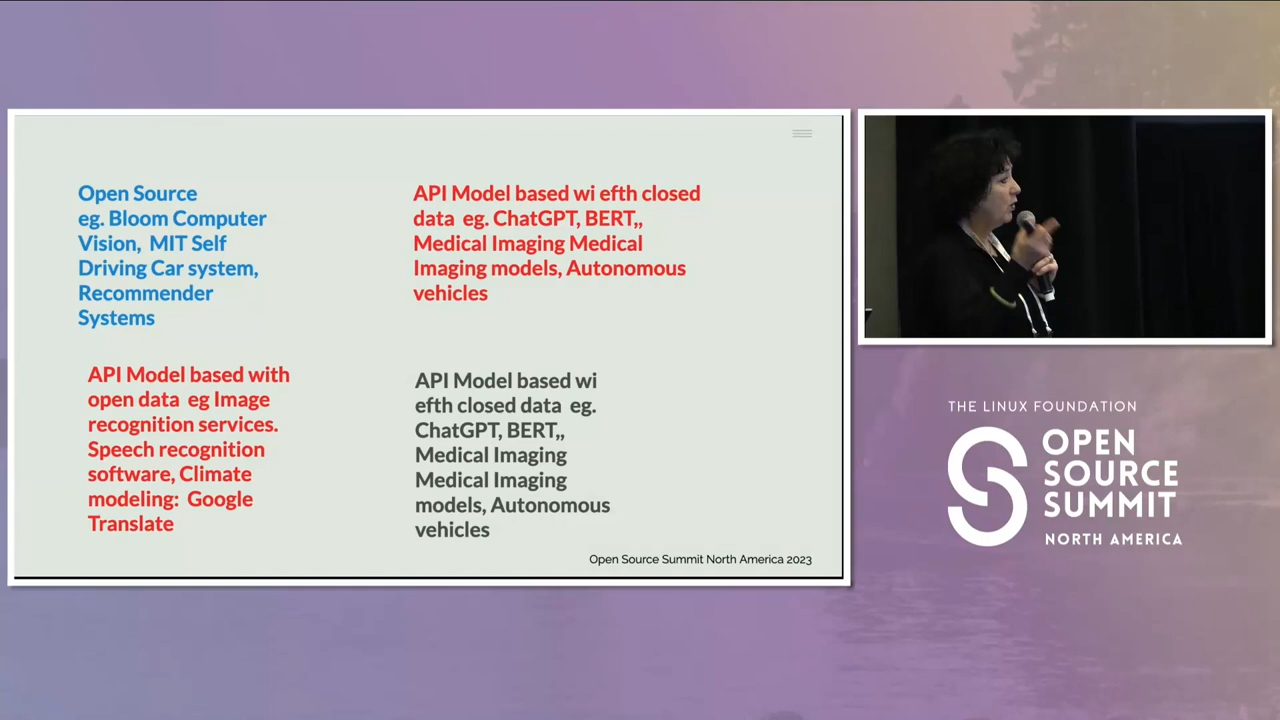 Open Source
eg. Bloom Computer
Vision, MIT Self
Driving Car system,
Recommender
Systems
API Model based wi efth closed
data eg. ChatGPT, BERT,,
Medical Imaging Medical
Imaging models, Autonomous
vehicles
API Model based with
open data eg Image
recognition services.
Speech recognition
software, Climate
modeling: Google
Translate
API Model based wi
efth closed data eg.
ChatGPT, BERT,,
Medical Imaging
Medical Imaging
models, Autonomous
vehicles
Open Source Summit North America 2023
THE LINUX FOUNDATION
OPEN
SOURCE
SUMMIT
NORTH AMERICA